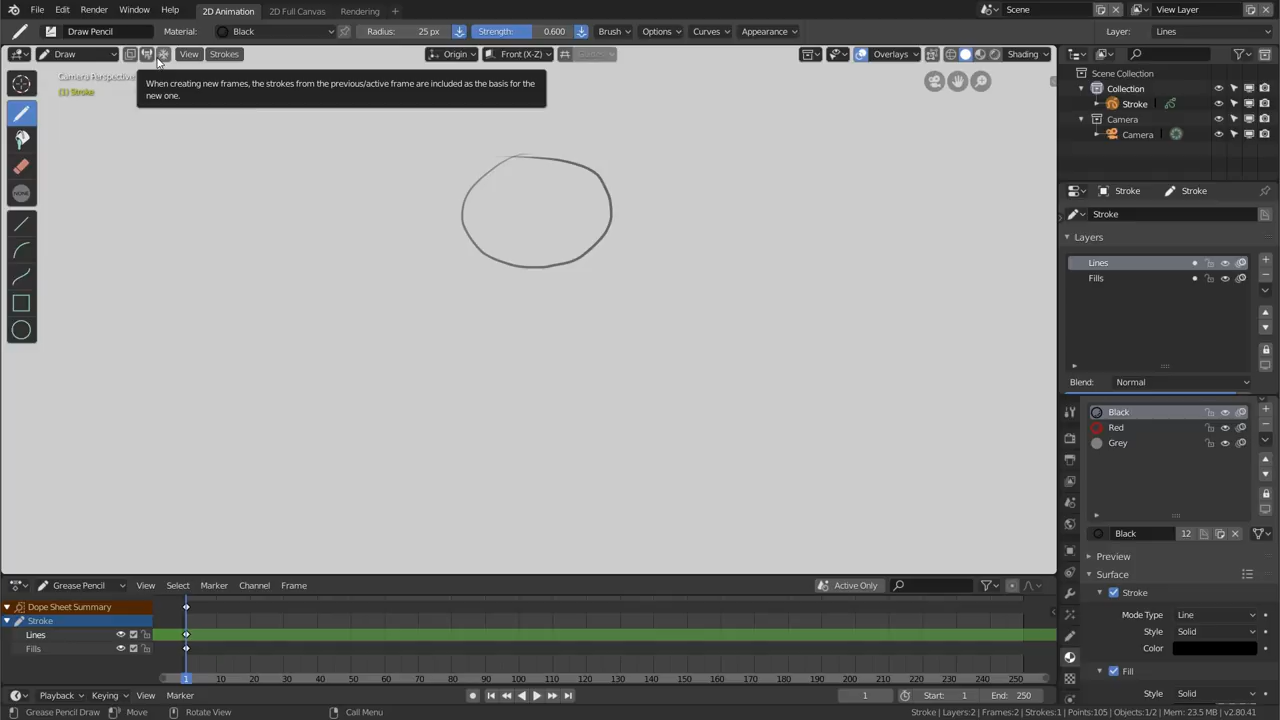 File Edit Render Window Help 2D Animation 2D Full Canvas Rendering + Scene View Layer
Draw Pencil Material: Black Radius: 25 px Strength: 0.600 Brush Options Curves Appearance Layer: Lines
Draw View Strokes Origin Front (X-Z) Overlays Shading
Camera Perspective
(1) Stroke
When creating new frames, the strokes from the previous/active frame are included as the basis for the
new one.
NONE
Scene Collection
Collection
Stroke
Camera
Camera
Stroke Stroke
Stroke
Layers
Lines
Fills
Blend: Normal
Black
Red
Grey
Black 12
Preview
Surface
Stroke
Mode Type Line
Style Solid
Color
Fill
Style Solid
Grease Pencil View Select Marker Channel Frame Active Only
Dope Sheet Summary
Stroke
Lines
Fills
1 10 20 30 40 50 60 70 80 90 100 110 120 130 140 150 160 170 180 190 200 210 220 230 240 250
Playback Keying View Marker 1 Start: 1 End: 250
Grease Pencil Draw Move Rotate View Call Menu Stroke | Layers:2 | Frames:2 | Strokes:1 | Points:105 | Objects:1/2 | Mem: 23.5 MB | v2.80.41